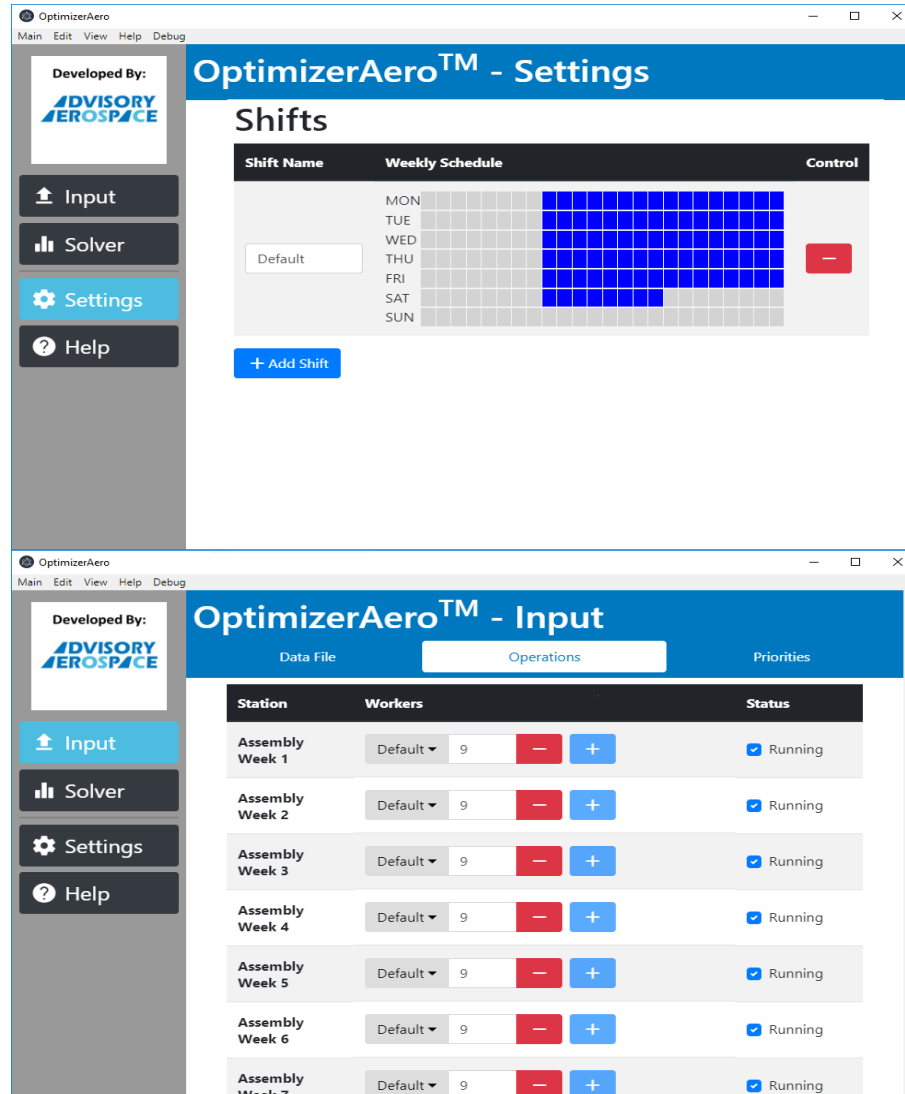 OptimizerAero
Main Edit View Help Debug
Developed By:
ADVISORY
AEROSPACE
Input
Solver
Settings
Help
OptimizerAero™ - Settings
Shifts
Shift Name Weekly Schedule Control
Default
MON
TUE
WED
THU
FRI
SAT
SUN
+ Add Shift
OptimizerAero
Main Edit View Help Debug
Developed By:
ADVISORY
AEROSPACE
Input
Solver
Settings
Help
OptimizerAero™ - Input
Data File Operations Priorities
Station Workers Status
Assembly
Week 1
Default 9 Running
Assembly
Week 2
Default 9 Running
Assembly
Week 3
Default 9 Running
Assembly
Week 4
Default 9 Running
Assembly
Week 5
Default 9 Running
Assembly
Week 6
Default 9 Running
Assembly
Week 7
Default 9 Running